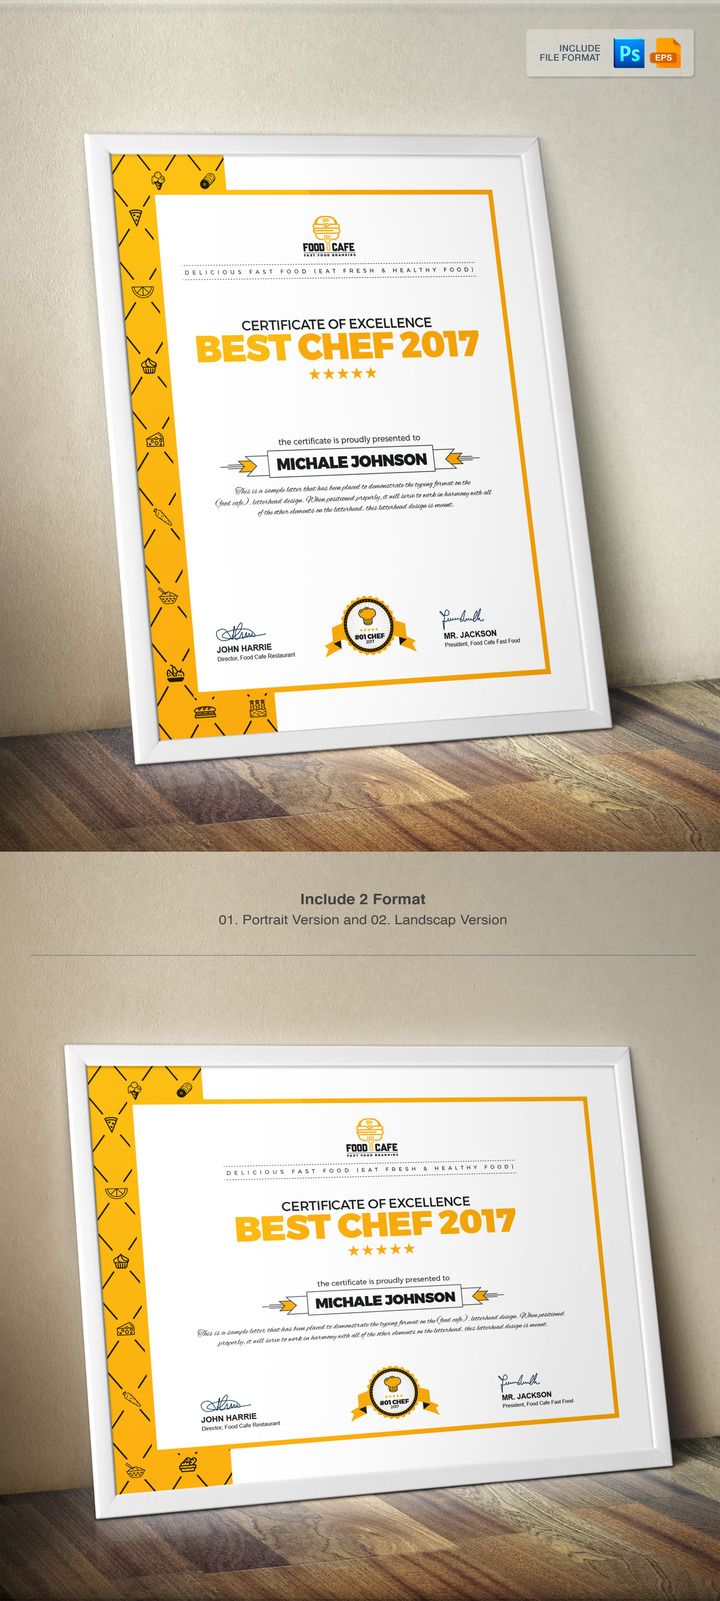 INCLUDE
FILE FORMAT
Ps
EPS
FOOD CAFE
FAST FOOD BRANDING
DELICIOUS FAST FOOD (EAT FRESH & HEALTHY FOOD)
CERTIFICATE OF EXCELLENCE
BEST CHEF 2017
the certificate is proudly presented to
MICHALE JOHNSON
This is a sample letter that has been placed to demonstrate the typing format on the
(food cafe). letterhead design. When positioned properly, it will serve to work in harmony with all
of the other elements on the letterhead. this letterhead design is meant.
JOHN HARRIE
Director, Food Cafe Restaurant
#01 CHEF
2017
MR. JACKSON
President, Food Cafe Fast Food
Include 2 Format
01. Portrait Version and 02. Landscap Version
FOOD CAFE
FAST FOOD BRANDING
DELICIOUS FAST FOOD (EAT FRESH & HEALTHY FOOD)
CERTIFICATE OF EXCELLENCE
BEST CHEF 2017
the certificate is proudly presented to
MICHALE JOHNSON
This is a sample letter that has been placed to demonstrate the typing format on the (food cafe). letterhead design. When positioned
properly, it will serve to work in harmony with all of the other elements on the letterhead. this letterhead design is meant.
JOHN HARRIE
Director, Food Cafe Restaurant
#01 CHEF
2017
MR. JACKSON
President, Food Cafe Fast Food